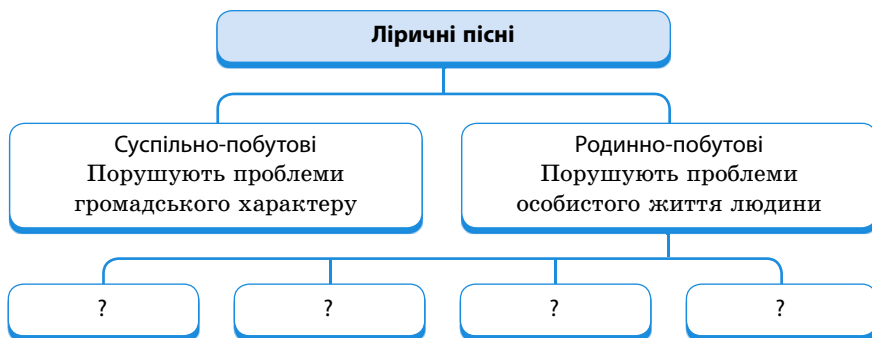 Ліричні пісні
Суспільно-побутові
Порушують проблеми
громадського характеру
Родинно-побутові
Порушують проблеми
особистого життя людини
?
?
?
?